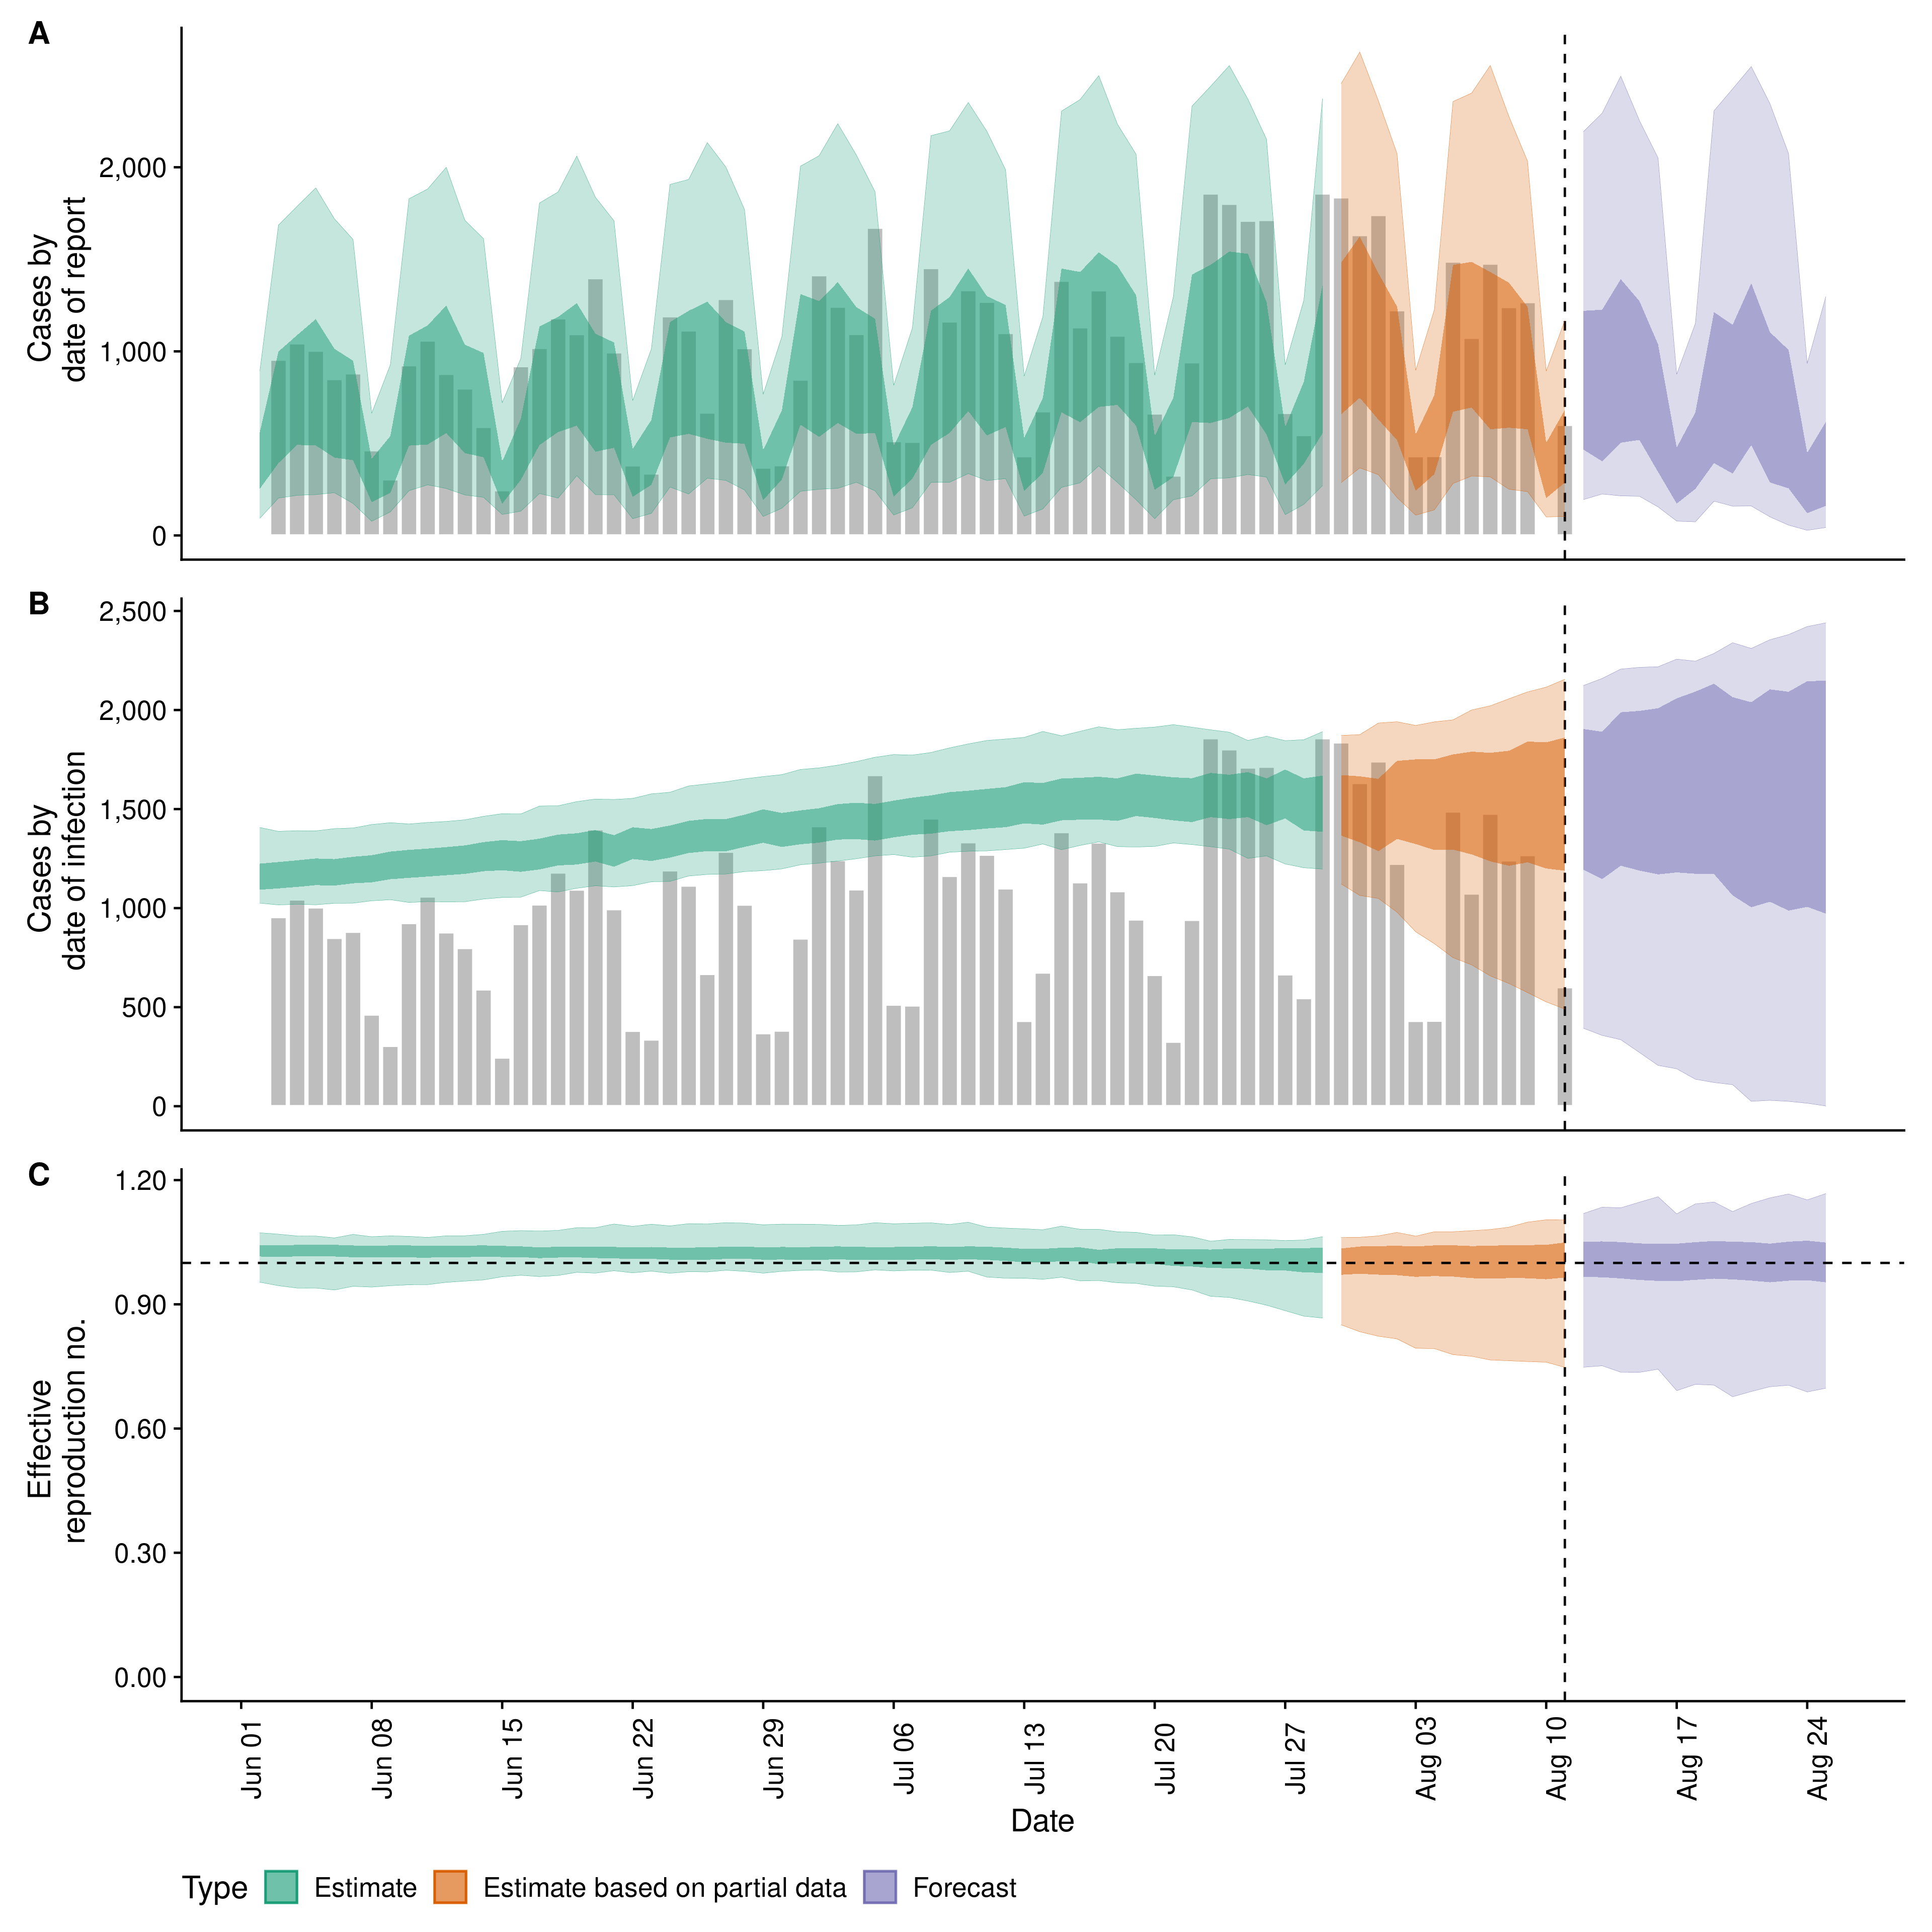 A
Cases by
date of report
2,000
1,000
0
B
Cases by
date of infection
2,500
2,000
1,500
1,000
500
0
C
Effective
reproduction no.
1.20
0.90
0.60
0.30
0.00
Jun 01
Jun 08
Jun 15
Jun 22
Jun 29
Jul 06
Jul 13
Jul 20
Jul 27
Aug 03
Aug 10
Aug 17
Aug 24
Date
Type Estimate Estimate based on partial data Forecast